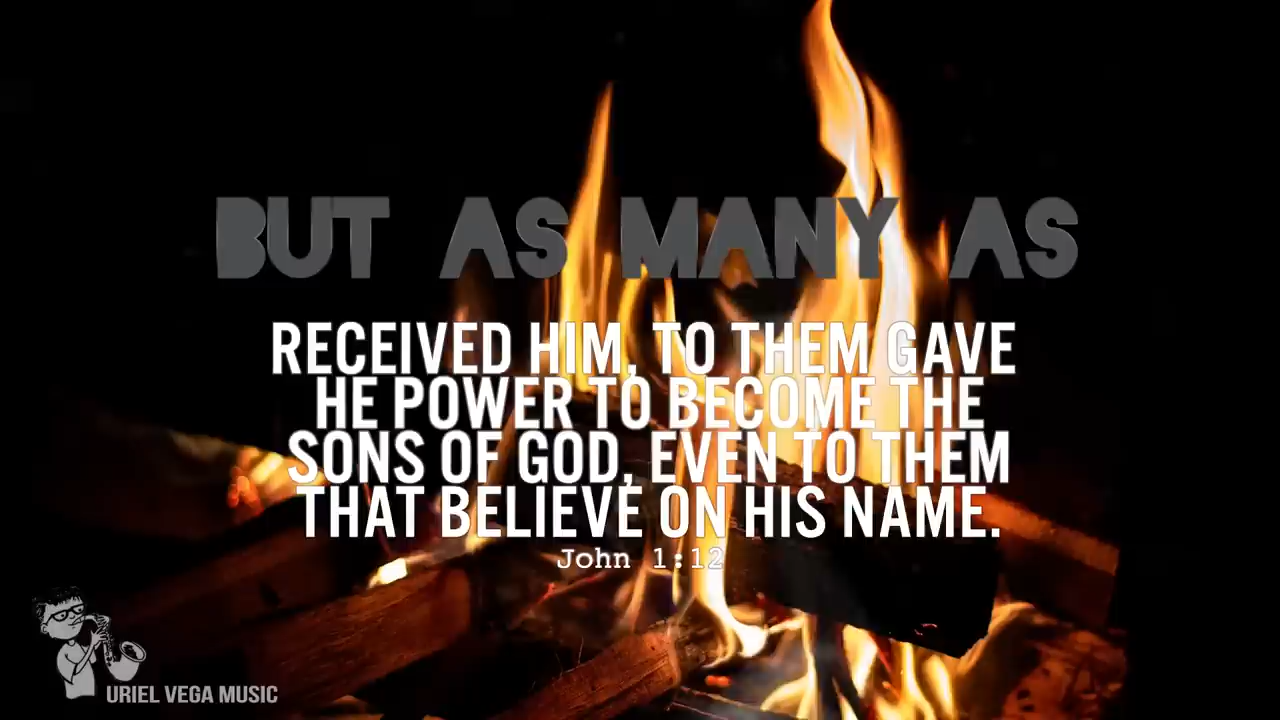 BUT AS MANY AS
RECEIVED HIM, TO THEM GAVE
HE POWER TO BECOME THE
SONS OF GOD, EVEN TO THEM
THAT BELIEVE ON HIS NAME.
John 1:12
URIEL VEGA MUSIC